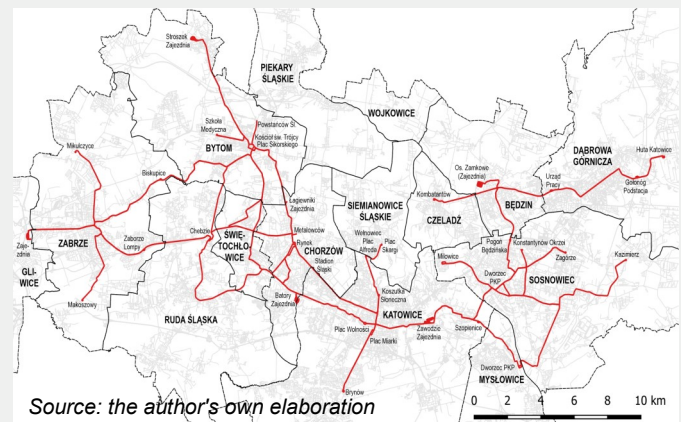 Stroszek
Zajezdnia
PIEKARY
ŚLĄSKIE
WOJKOWICE
Szkoła
Medyczna
Powstańców Śl.
Kościół św. Trójcy
Plac Sikorskiego
BYTOM
Mikulczyce
Biskupice
DĄBROWA
GÓRNICZA
Huta Katowice
Os. Zamkowe
(Zajezdnia)
Urząd
Pracy
Gołonóg
Podstacja
Kombatantów
BĘDZIN
CZELADŹ
SIEMIANOWICE
ŚLĄSKIE
Łagiewniki
Zajezdnia
Zaje-
zdnia
ZABRZE
Zaborze
Lompy
Chebzie
SWIĘ-
TOCHŁO-
WICE
Metalowców
Rynek
CHORZÓW
Stadion
Śląski
Wełnowiec
Plac
Alfreda
Plac
Skargi
Pogoń
Będzińska
Konstantynów Okrzei
Zagórze
Kazimierz
Milowice
GLI-
WICE
Makoszowy
RUDA ŚLĄSKA
Batory
Zajezdnia
Koszutka
Słoneczna
KATOWICE
Dworzec
PKP
SOSNOWIEC
Plac Wolności
Plac Miarki
Zawodzie
Zajezdnia
Szopienice
Dworzec PKP
MYSŁOWICE
Brynów
0 2 4 6 8 10 km
Source: the author's own elaboration